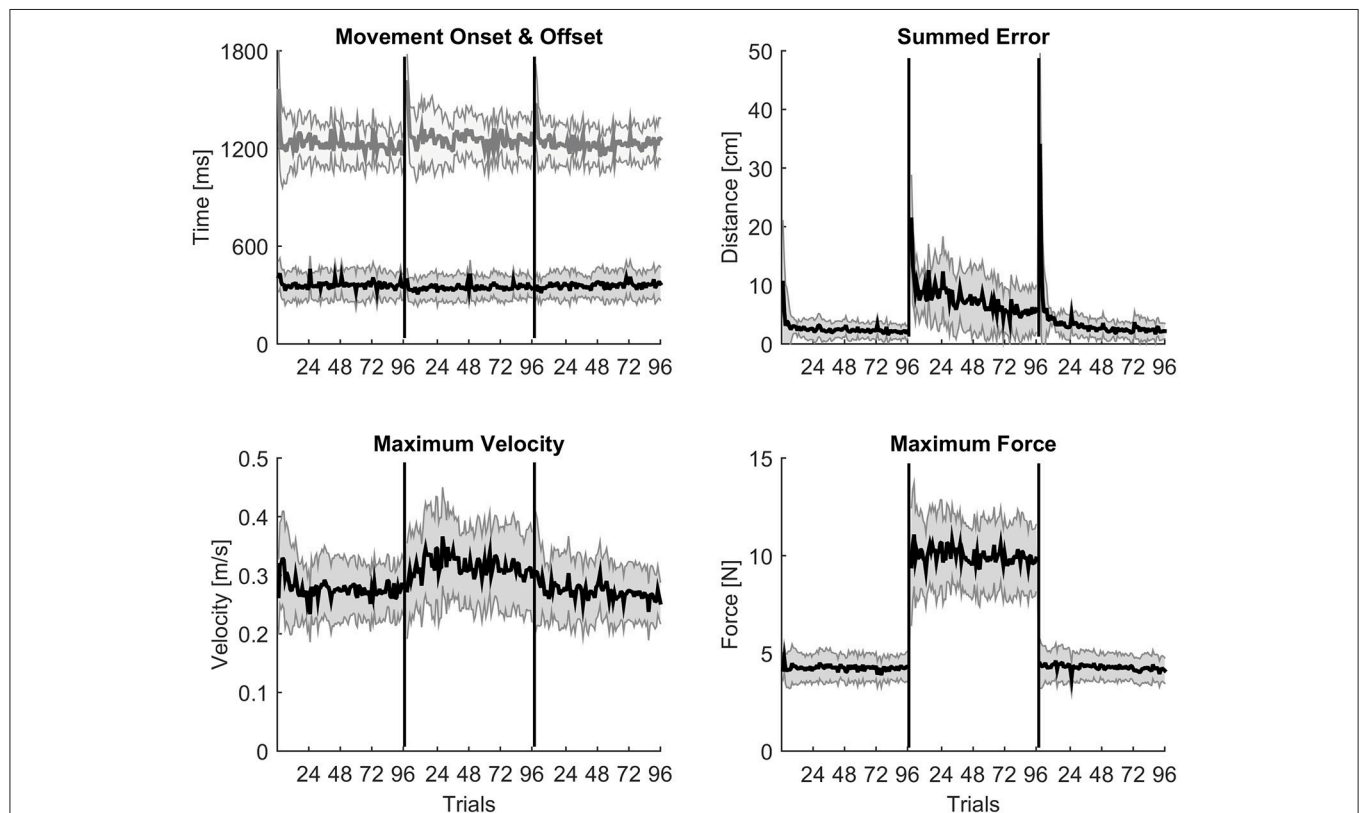 Movement Onset & Offset
1800
1200
600
0
Time [ms]
24 48 72 96 24 48 72 96 24 48 72 96
Summed Error
50
40
30
20
10
0
Distance [cm]
24 48 72 96 24 48 72 96 24 48 72 96
Maximum Velocity
0.5
0.4
0.3
0.2
0.1
0
Velocity [m/s]
24 48 72 96 24 48 72 96 24 48 72 96
Trials
Maximum Force
15
10
5
0
Force [N]
24 48 72 96 24 48 72 96 24 48 72 96
Trials